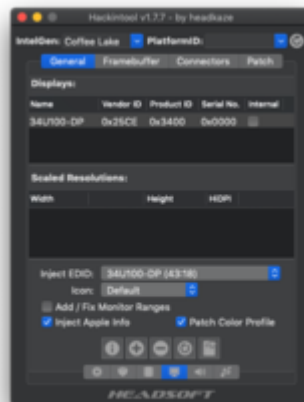 Hackintool v1.7.7 - by headkaze
IntelGen: Coffee Lake PlatformID:
General Framebuffer Connectors Patch
Displays:
Name Vendor ID Product ID Serial No. Internal
34U100-DP 0x25CE 0x3400 0x0000
Scaled Resolutions:
Width Height HiDPI
Inject EDID: 34U100-DP (43:18)
Icon: Default
Add / Fix Monitor Ranges
Inject Apple Info Patch Color Profile
HEADSOFT